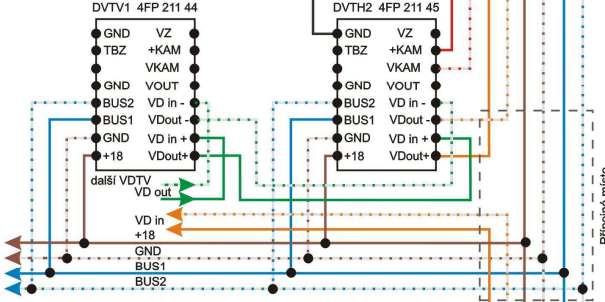 DVTV1 4FP 211 44
GND VZ
TBZ +KAM
VKAM
GND VOUT
BUS2 VD in -
BUS1 VDout -
GND VD in +
+18 VDout+
DVTH2 4FP 211 45
GND VZ
TBZ +KAM
VKAM
GND VOUT
BUS2 VD in -
BUS1 VDout -
GND VD in +
+18 VDout+
další VDTV
VD out
VD in
+18
GND
BUS1
BUS2
Přípojné místo